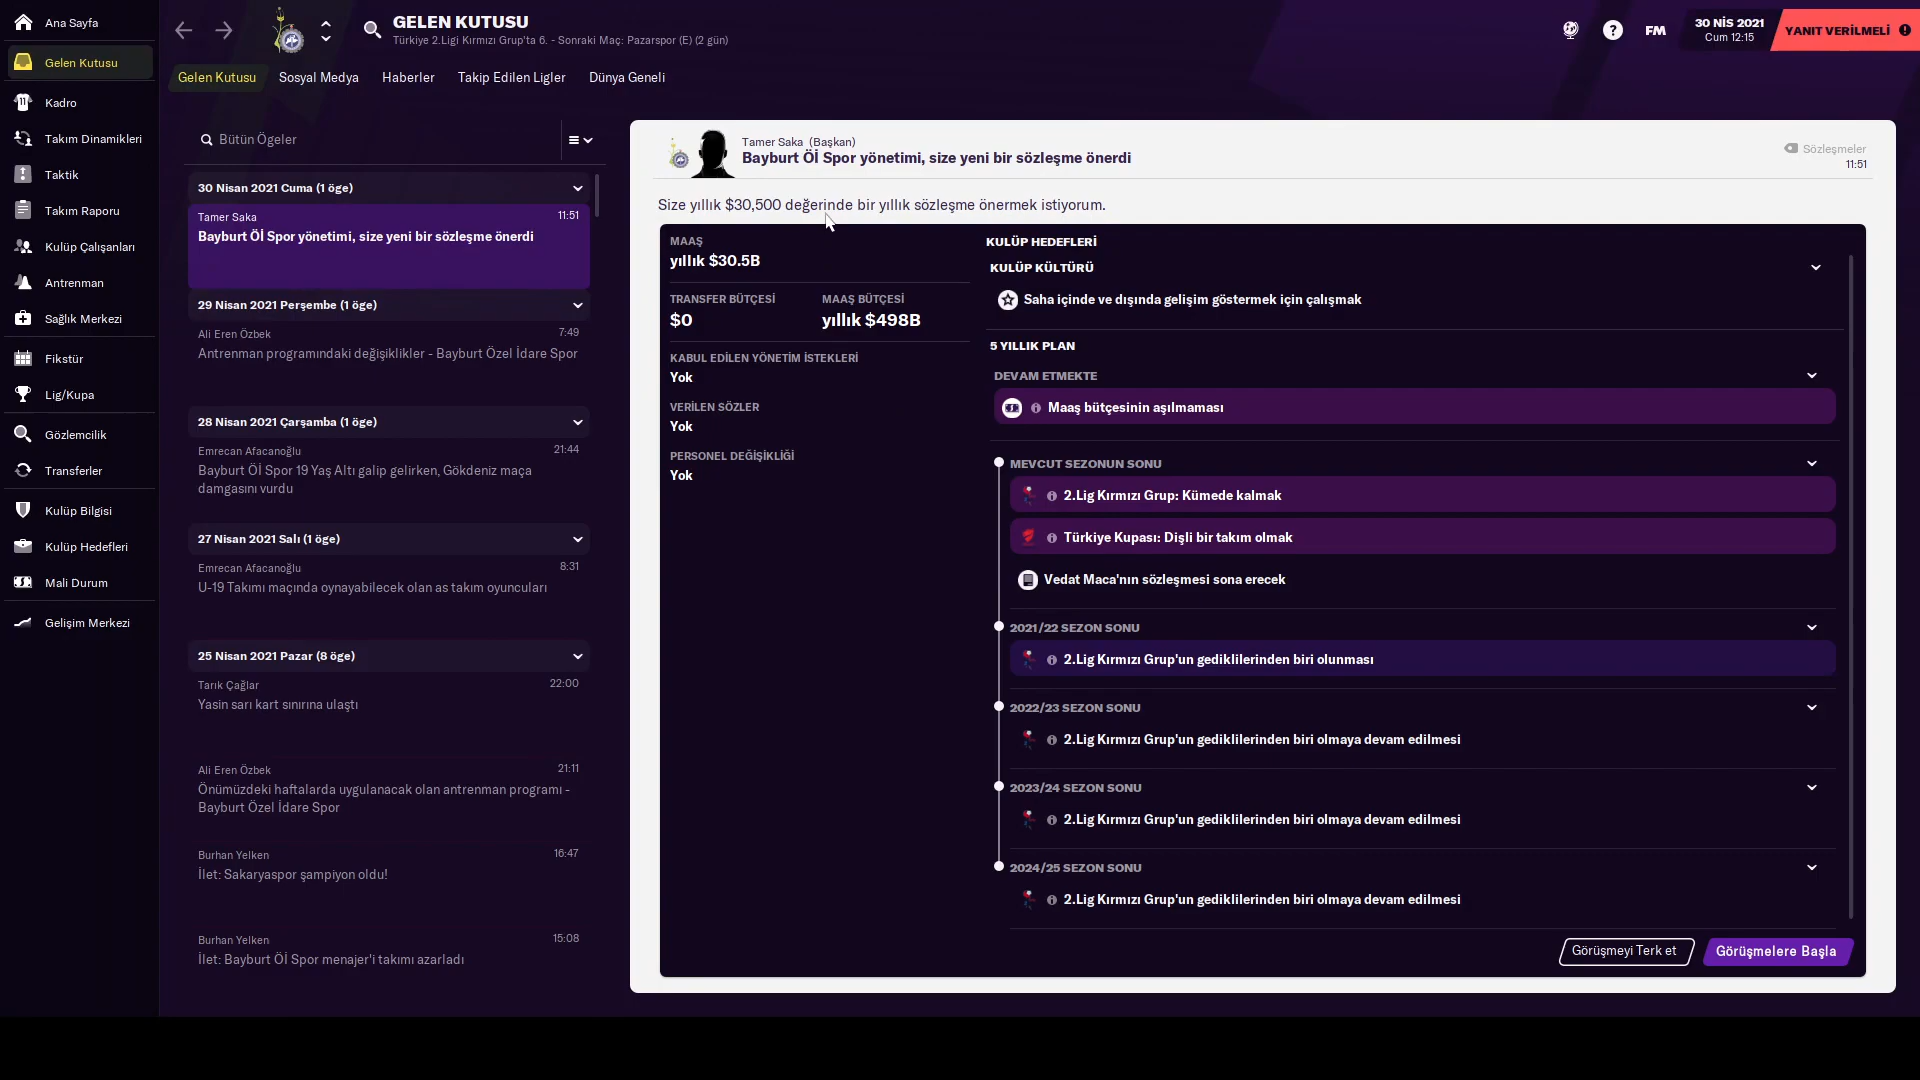 Ana Sayfa
Gelen Kutusu
Kadro
Takım Dinamikleri
Taktik
Takım Raporu
Kulüp Çalışanları
Antrenman
Sağlık Merkezi
Fikstür
Lig/Kupa
Gözlemcilik
Transferler
Kulüp Bilgisi
Kulüp Hedefleri
Mali Durum
Gelişim Merkezi
GELEN KUTUSU
Türkiye 2.Ligi Kırmızı Grup'ta 6. - Sonraki Maç: Pazarspor (E) (2 gün)
FM
30 NİS 2021
Cum 12:15
YANIT VERİLMELİ
Gelen Kutusu
Sosyal Medya
Haberler
Takip Edilen Ligler
Dünya Geneli
Bütün Ögeler
30 Nisan 2021 Cuma (1 öge)
Tamer Saka 11:51
Bayburt Öİ Spor yönetimi, size yeni bir sözleşme önerdi
29 Nisan 2021 Perşembe (1 öge)
Ali Eren Özbek 7:49
Antrenman programındaki değişiklikler - Bayburt Özel İdare Spor
28 Nisan 2021 Çarşamba (1 öge)
Emrecan Afacanoğlu 21:44
Bayburt Öİ Spor 19 Yaş Altı galip gelirken, Gökdeniz maça
damgasını vurdu
27 Nisan 2021 Salı (1 öge)
Emrecan Afacanoğlu 8:31
U-19 Takımı maçında oynayabilecek olan as takım oyuncuları
25 Nisan 2021 Pazar (8 öge)
Tarık Çağlar 22:00
Yasin sarı kart sınırına ulaştı
Ali Eren Özbek 21:11
Önümüzdeki haftalarda uygulanacak olan antrenman programı -
Bayburt Özel İdare Spor
Burhan Yelken 16:47
İlet: Sakaryaspor şampiyon oldu!
Burhan Yelken 15:08
İlet: Bayburt Öİ Spor menajer'i takımı azarladı
Tamer Saka (Başkan)
Bayburt Öİ Spor yönetimi, size yeni bir sözleşme önerdi
Sözleşmeler
11:51
Size yıllık $30,500 değerinde bir yıllık sözleşme önermek istiyorum.
MAAŞ
yıllık $30.5B
TRANSFER BÜTÇESİ
$0
MAAŞ BÜTÇESİ
yıllık $498B
KABUL EDİLEN YÖNETİM İSTEKLERİ
Yok
VERİLEN SÖZLER
Yok
PERSONEL DEĞİŞİKLİĞİ
Yok
KULÜP HEDEFLERİ
KULÜP KÜLTÜRÜ
Saha içinde ve dışında gelişim göstermek için çalışmak
5 YILLIK PLAN
DEVAM ETMEKTE
Maaş bütçesinin aşılmaması
MEVCUT SEZONUN SONU
2.Lig Kırmızı Grup: Kümede kalmak
Türkiye Kupası: Dişli bir takım olmak
Vedat Maca'nın sözleşmesi sona erecek
2021/22 SEZON SONU
2.Lig Kırmızı Grup'un gediklilerinden biri olunması
2022/23 SEZON SONU
2.Lig Kırmızı Grup'un gediklilerinden biri olmaya devam edilmesi
2023/24 SEZON SONU
2.Lig Kırmızı Grup'un gediklilerinden biri olmaya devam edilmesi
2024/25 SEZON SONU
2.Lig Kırmızı Grup'un gediklilerinden biri olmaya devam edilmesi
Görüşmeyi Terk et
Görüşmelere Başla